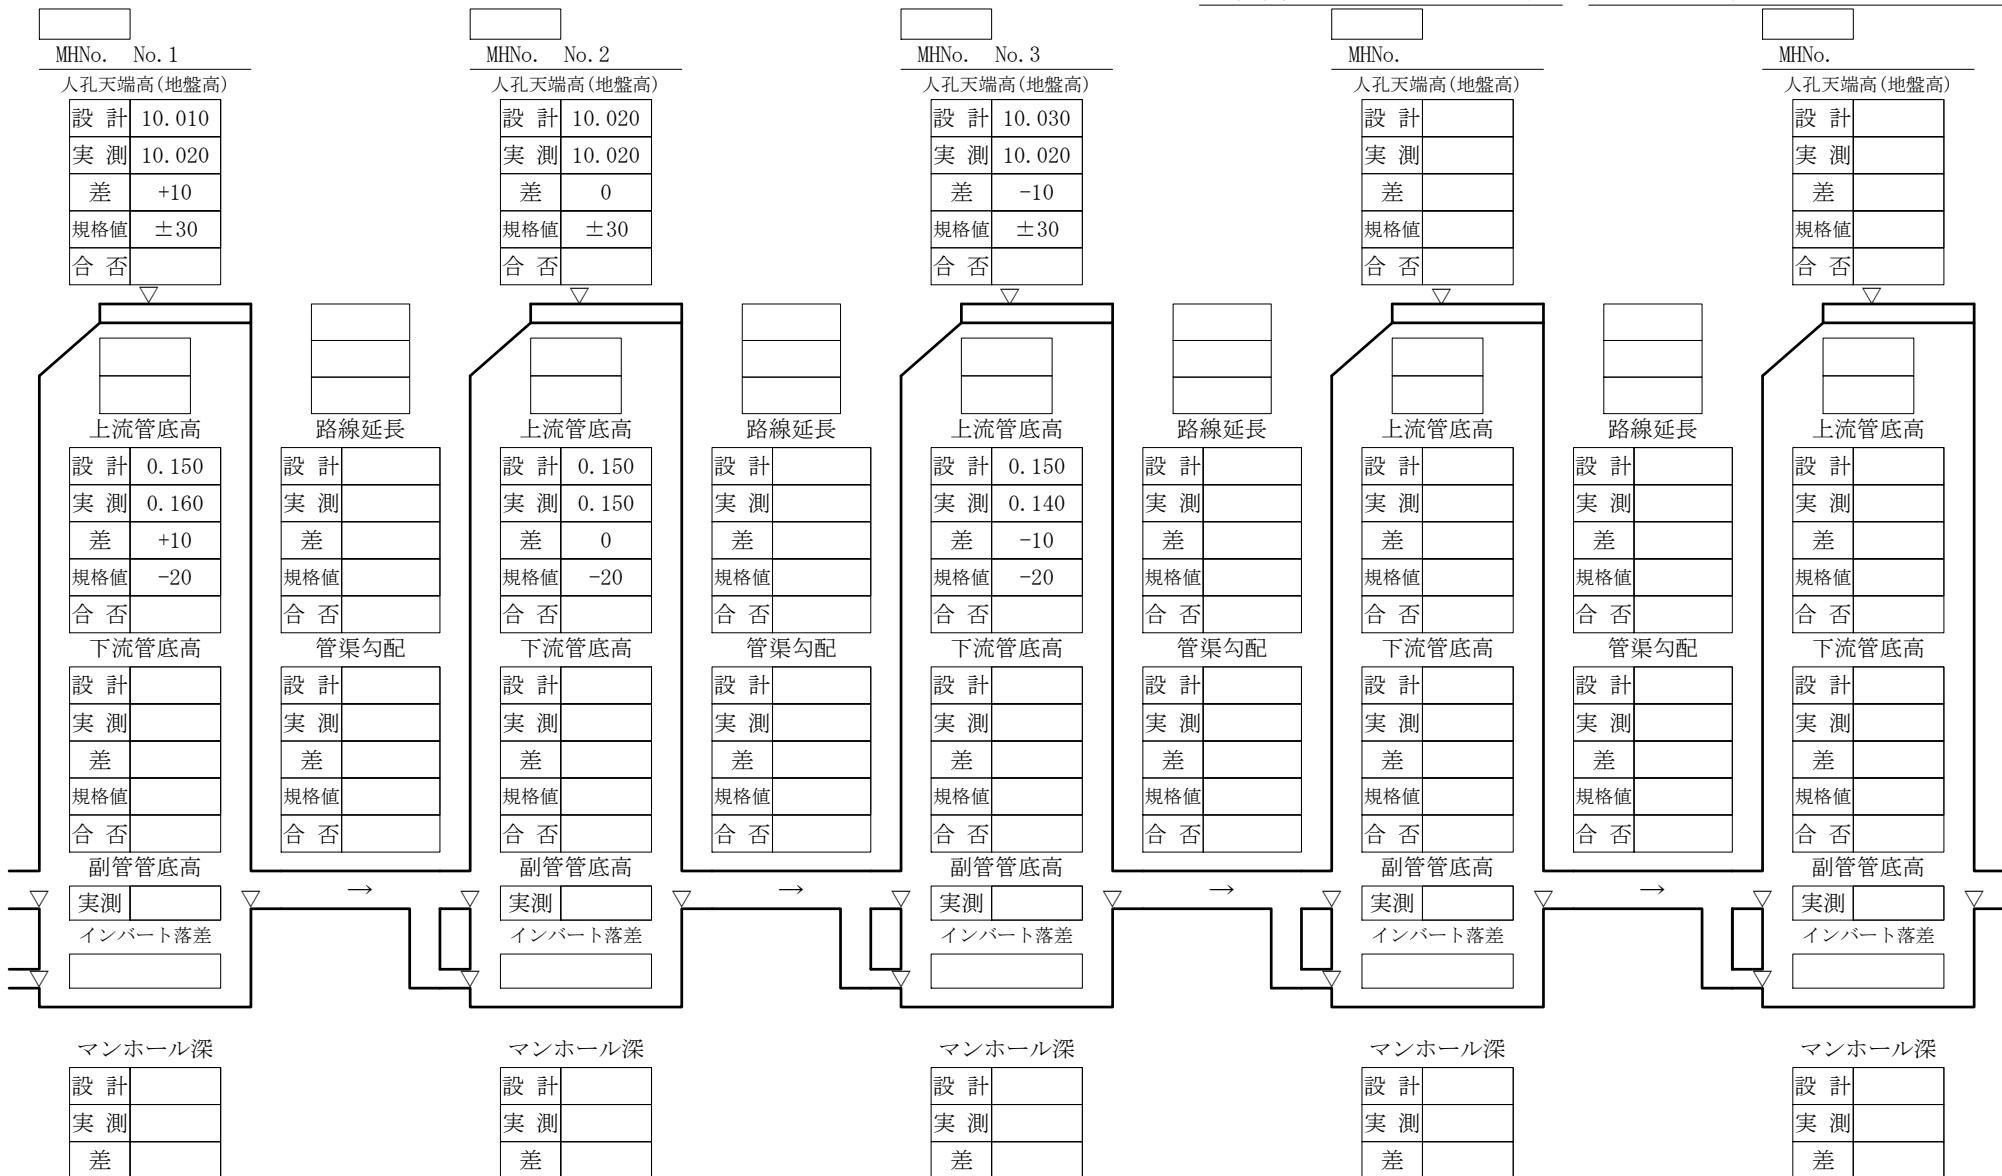 MHNo. No.1 MHNo. No.2 MHNo. No.3 MHNo. MHNo.
人孔天端高(地盤高) 人孔天端高(地盤高) 人孔天端高(地盤高) 人孔天端高(地盤高) 人孔天端高(地盤高)
設 計 10.010 設 計 10.020 設 計 10.030 設 計 設 計
実 測 10.020 実 測 10.020 実 測 10.020 実 測 実 測
差 +10 差 0 差 -10 差 差
規格値 ±30 規格値 ±30 規格値 ±30 規格値 規格値
合 否 合 否 合 否 合 否 合 否
上流管底高 路線延長 上流管底高 路線延長 上流管底高 路線延長 上流管底高 路線延長 上流管底高
設 計 0.150 設 計 設 計 0.150 設 計 設 計 0.150 設 計 設 計 設 計 設 計
実 測 0.160 実 測 実 測 0.150 実 測 実 測 0.140 実 測 実 測 実 測 実 測
差 +10 差 差 0 差 差 -10 差 差 差 差
規格値 -20 規格値 規格値 -20 規格値 規格値 -20 規格値 規格値 規格値 規格値
合 否 合 否 合 否 合 否 合 否 合 否 合 否 合 否 合 否
下流管底高 管渠勾配 下流管底高 管渠勾配 下流管底高 管渠勾配 下流管底高 管渠勾配 下流管底高
設 計 設 計 設 計 設 計 設 計 設 計 設 計 設 計 設 計
実 測 実 測 実 測 実 測 実 測 実 測 実 測 実 測 実 測
差 差 差 差 差 差 差 差 差
規格値 規格値 規格値 規格値 規格値 規格値 規格値 規格値 規格値
合 否 合 否 合 否 合 否 合 否 合 否 合 否 合 否 合 否
副管管底高 副管管底高 副管管底高 副管管底高 副管管底高
→ → → →
実測 実測 実測 実測 実測
インバート落差 インバート落差 インバート落差 インバート落差 インバート落差
マンホール深 マンホール深 マンホール深 マンホール深 マンホール深
設 計 設 計 設 計 設 計 設 計
実 測 実 測 実 測 実 測 実 測
差 差 差 差 差